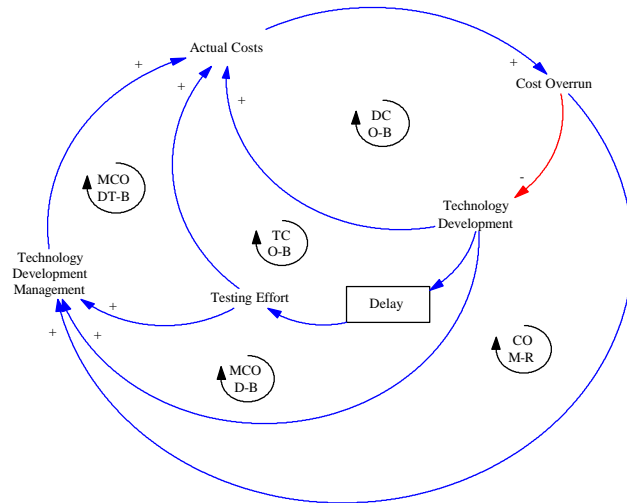 Actual Costs
+
+
+
+
Cost Overrun
DC
O-B
MCO
DT-B
-
Technology
Development
TC
O-B
Technology
Development
Management
Testing Effort
Delay
+
+
+
CO
M-R
MCO
D-B